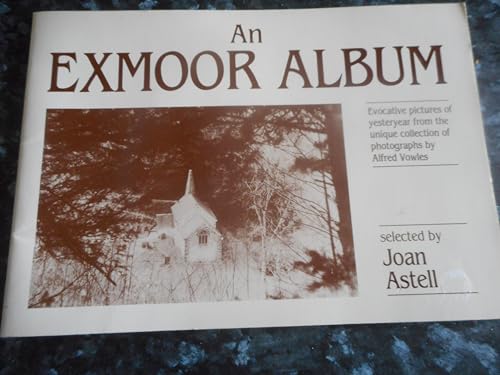 An
EXMOOR ALBUM
Evocative pictures of
yesteryear from the
unique collection of
photographs by
Alfred Vowles
selected by
Joan
Astell